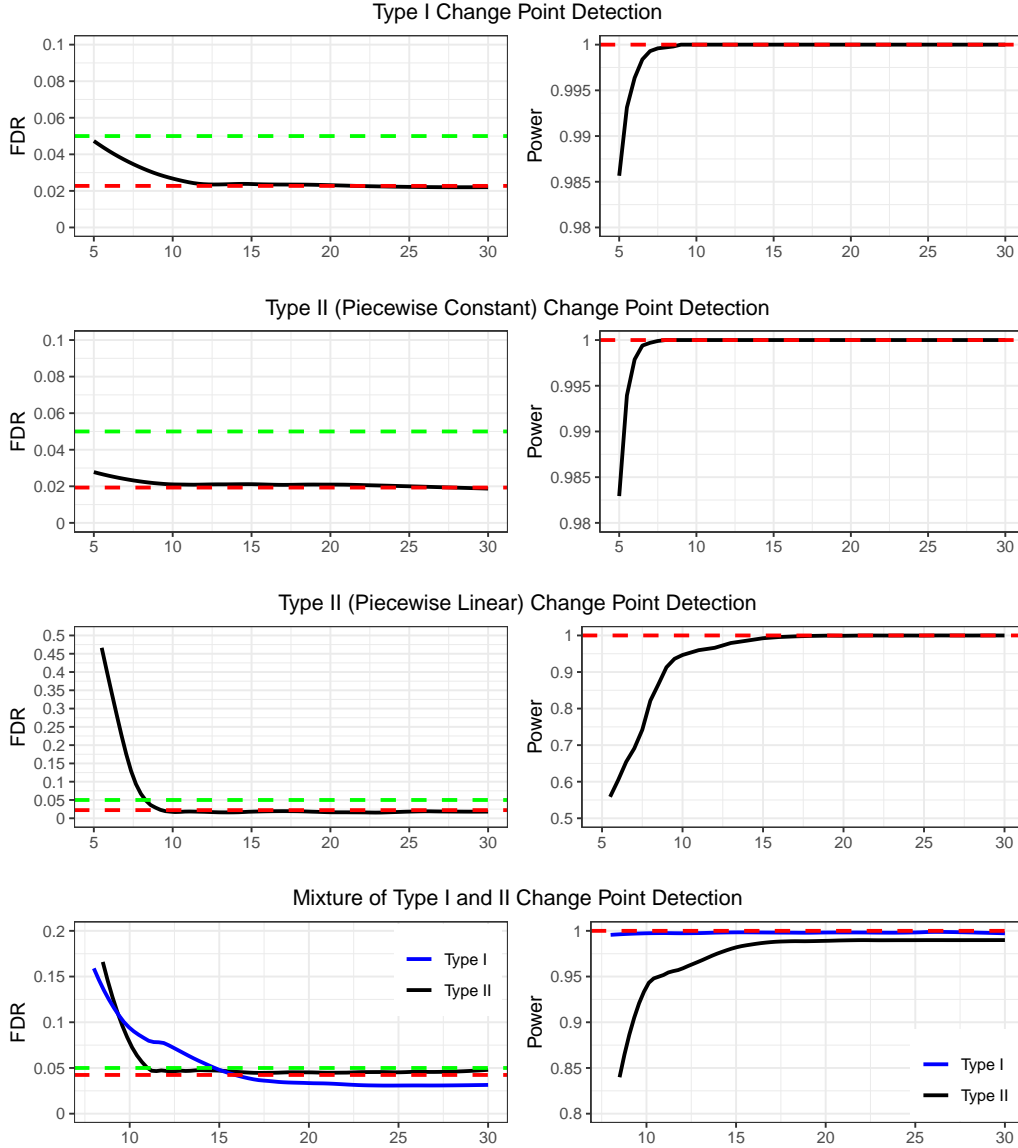 Type I Change Point Detection
FDR
0.1
0.08
0.06
0.04
0.02
0
5 10 15 20 25 30
Power
1
0.995
0.99
0.985
0.98
5 10 15 20 25 30
Type II (Piecewise Constant) Change Point Detection
FDR
0.1
0.08
0.06
0.04
0.02
0
5 10 15 20 25 30
Power
1
0.995
0.99
0.985
0.98
5 10 15 20 25 30
Type II (Piecewise Linear) Change Point Detection
FDR
0.5
0.45
0.4
0.35
0.3
0.25
0.2
0.15
0.1
0.05
0
5 10 15 20 25 30
Power
1
0.9
0.8
0.7
0.6
0.5
5 10 15 20 25 30
Mixture of Type I and II Change Point Detection
FDR
0.2
0.15
0.1
0.05
0
Type I
Type II
10 15 20 25 30
Power
1
0.95
0.9
0.85
0.8
Type I
Type II
10 15 20 25 30